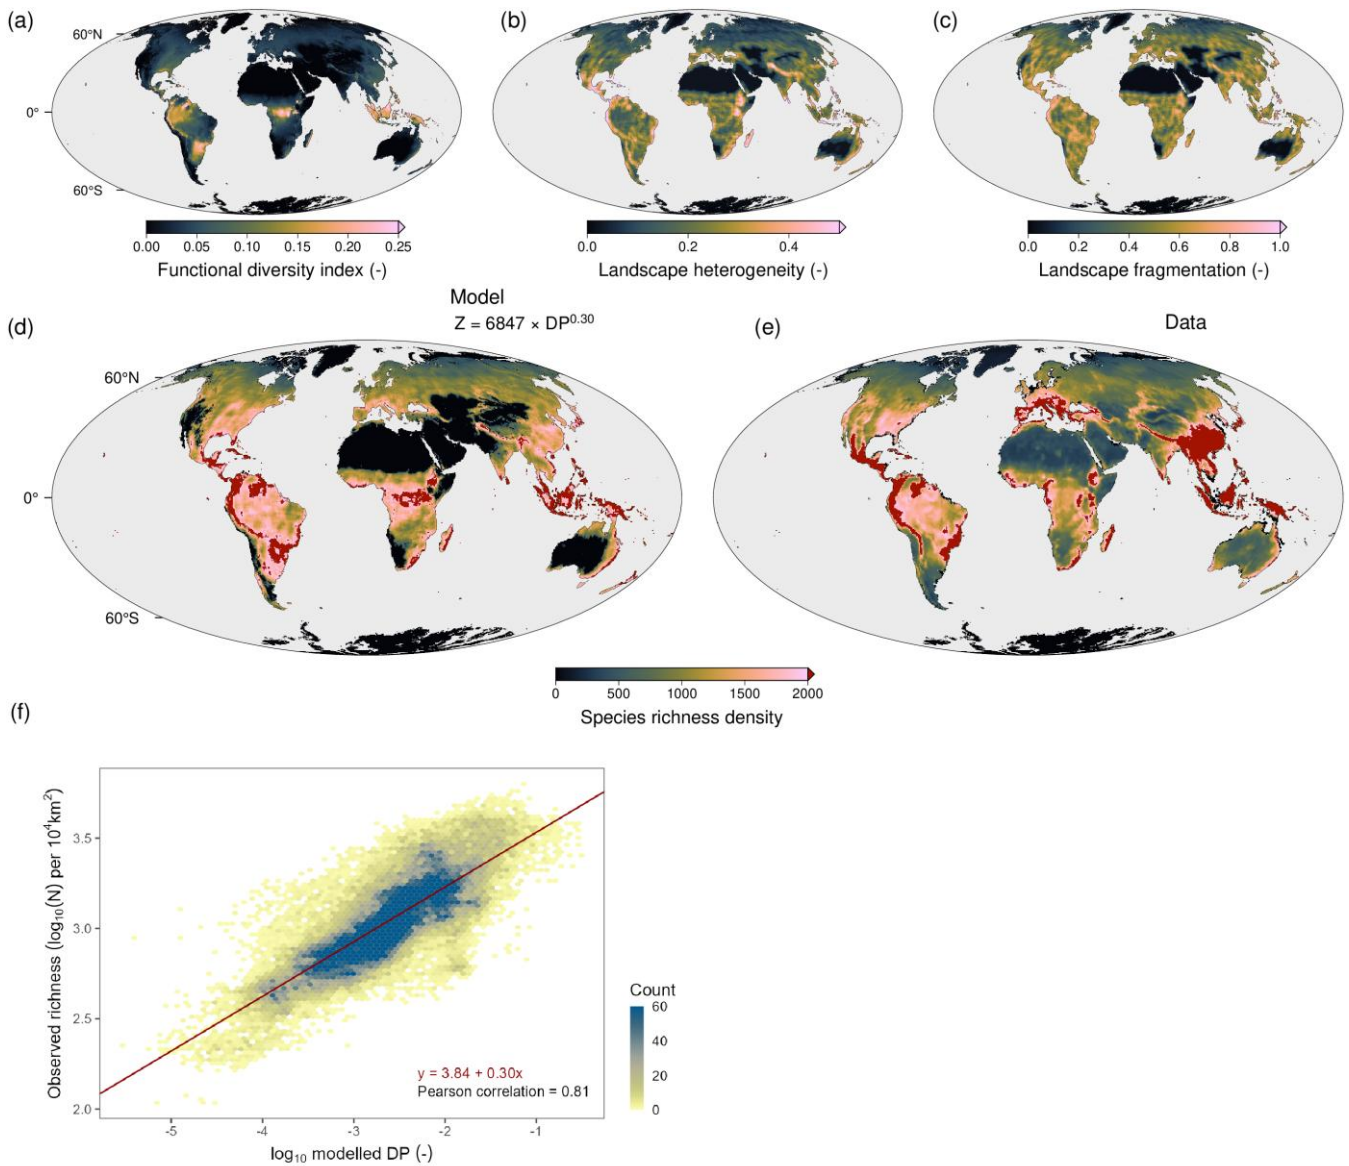 (a)
(b)
(c)
60°N
0°
60°S
0.00 0.05 0.10 0.15 0.20 0.25
Functional diversity index (-)
0.0 0.2 0.4
Landscape heterogeneity (-)
0.0 0.2 0.4 0.6 0.8 1.0
Landscape fragmentation (-)
Model
Z = 6847 × DP^0.30
Data
(d)
(e)
60°N
0°
60°S
0 500 1000 1500 2000
Species richness density
(f)
Observed richness (log₁₀(N) per 10⁴km²)
3.5
3.0
2.5
2.0
y = 3.84 + 0.30x
Pearson correlation = 0.81
-5 -4 -3 -2 -1
log₁₀ modelled DP (-)
Count
60
40
20
0